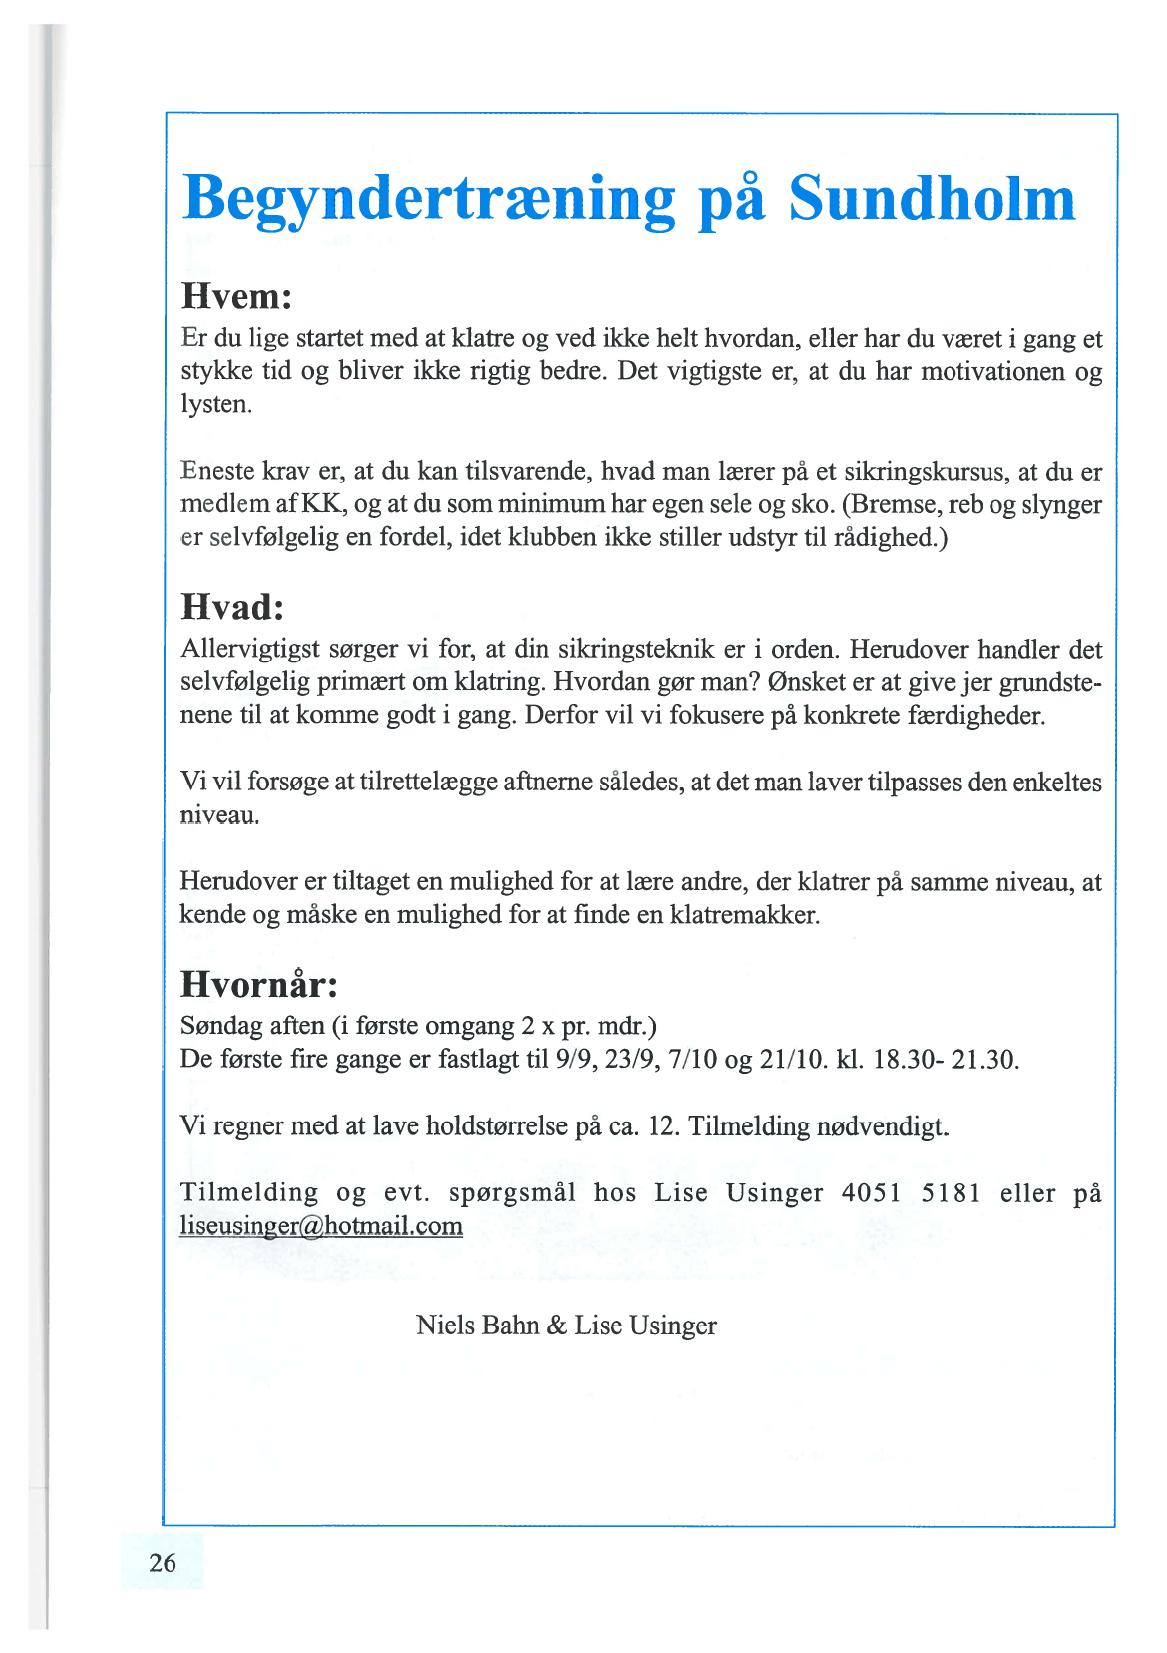 Begyndertræning på Sundholm
Hvem:
Er du lige startet med at klatre og ved ikke helt hvordan, eller har du været i gang et
stykke tid og bliver ikke rigtig bedre. Det vigtigste er, at du har motivationen og
lysten.
Eneste krav er, at du kan tilsvarende, hvad man lærer på et sikringskursus, at du er
medlem af KK, og at du som minimum har egen sele og sko. (Bremse, reb og slynger
er selvfølgelig en fordel, idet klubben ikke stiller udstyr til rådighed.)
Hvad:
Allervigtigst sørger vi for, at din sikringsteknik er i orden. Herudover handler det
selvfølgelig primært om klatring. Hvordan gør man? Ønsket er at give jer grundste-
nene til at komme godt i gang. Derfor vil vi fokusere på konkrete færdigheder.
Vi vil forsøge at tilrettelægge aftnerne således, at det man laver tilpasses den enkeltes
niveau.
Herudover er tiltaget en mulighed for at lære andre, der klatrer på samme niveau, at
kende og måske en mulighed for at finde en klatremakker.
Hvornår:
Søndag aften (i første omgang 2 x pr. mdr.)
De første fire gange er fastlagt til 9/9, 23/9, 7/10 og 21/10. kl. 18.30- 21.30.
Vi regner med at lave holdstørrelse på ca. 12. Tilmelding nødvendigt.
Tilmelding og evt. spørgsmål hos Lise Usinger 4051 5181 eller på
liseusinger@hotmail.com
Niels Bahn & Lise Usinger
26